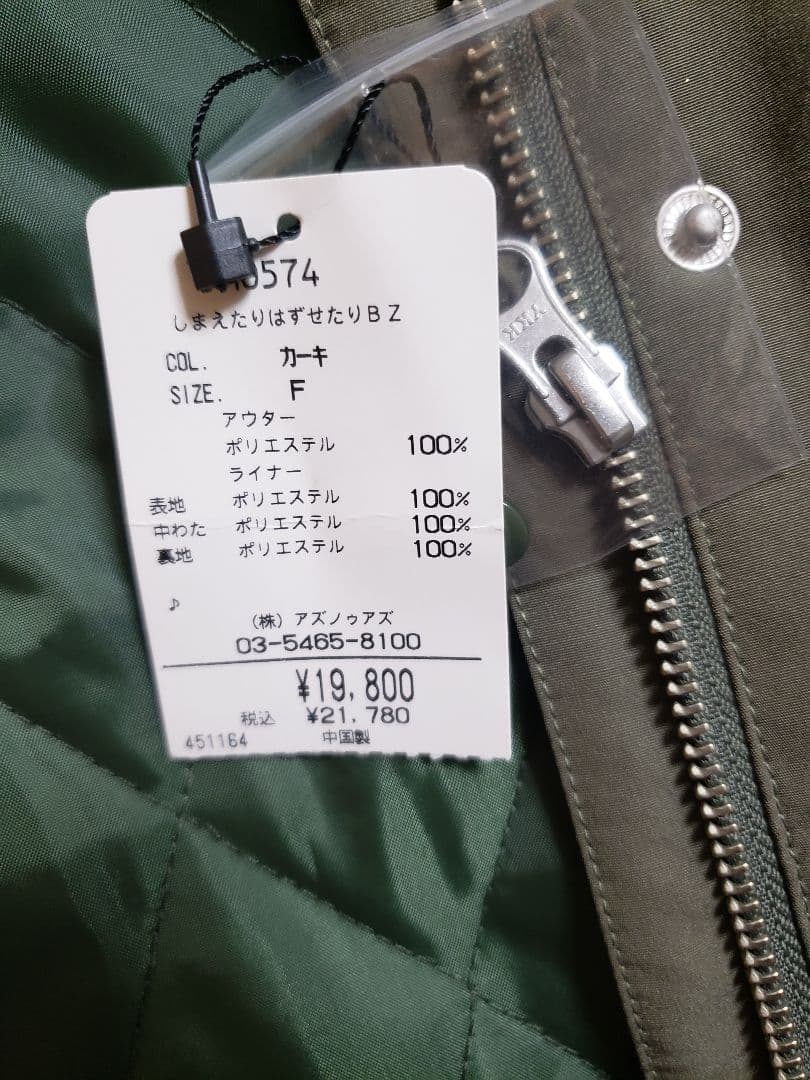 0574
しまえたりはずせたりBZ
COL. カーキ
SIZE. F
アウター
ポリエステル 100%
ライナー
表地 ポリエステル 100%
中わた ポリエステル 100%
裏地 ポリエステル 100%
♪
(株) アズノゥアズ
03-5465-8100
¥19,800
税込 ¥21,780
451164 中国製
YKK